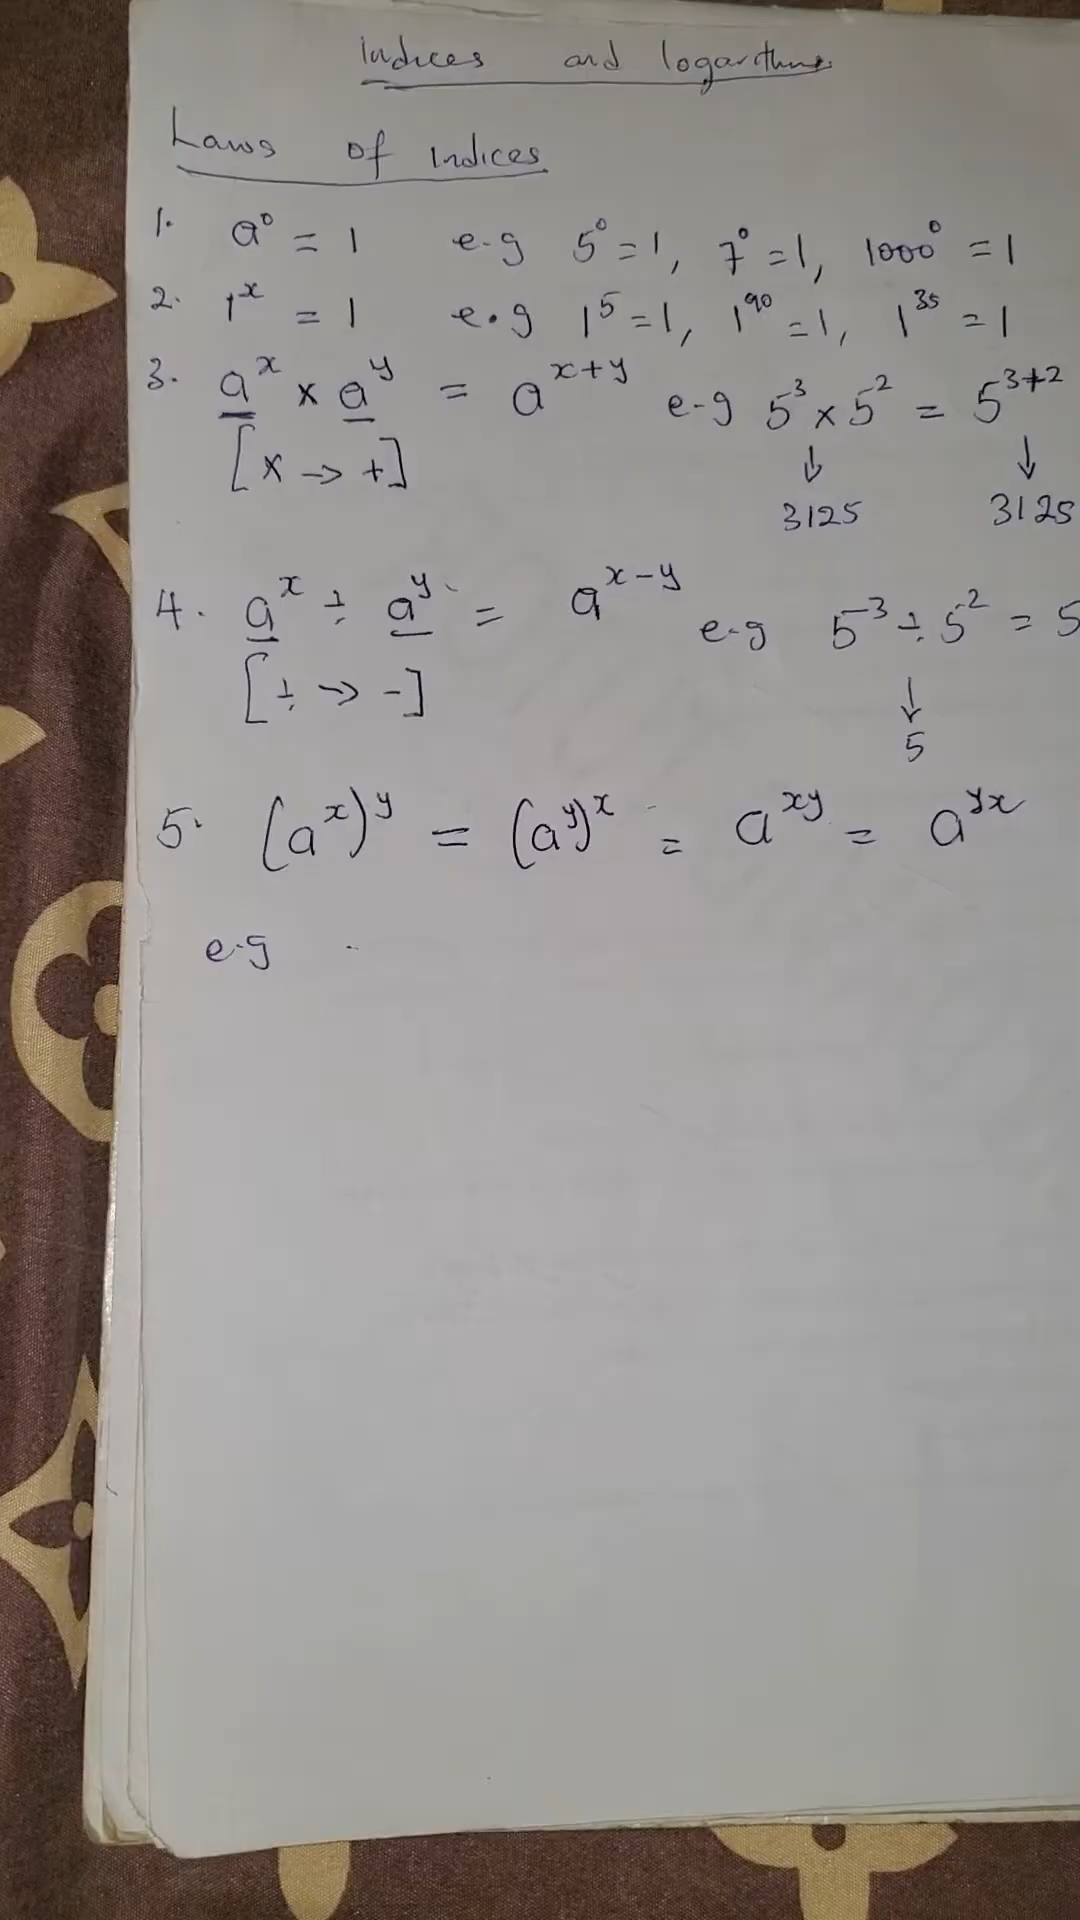 indices and logarithms
Laws of indices
1. a⁰ = 1 e.g 5⁰ = 1, 7⁰ = 1, 1000⁰ = 1
2. 1ˣ = 1 e.g 1⁵ = 1, 1⁹⁰ = 1, 1³⁵ = 1
3. aˣ × aʸ = aˣ⁺ʸ e-g 5³ × 5² = 5³⁺²
[× → +] ↓ ↓
3125 3125
4. aˣ ÷ aʸ = aˣ⁻ʸ e-g 5³ ÷ 5² = 5
[÷ → -] ↓
5
5. (aˣ)ʸ = (aʸ)ˣ = aˣʸ = aʸˣ
e.g